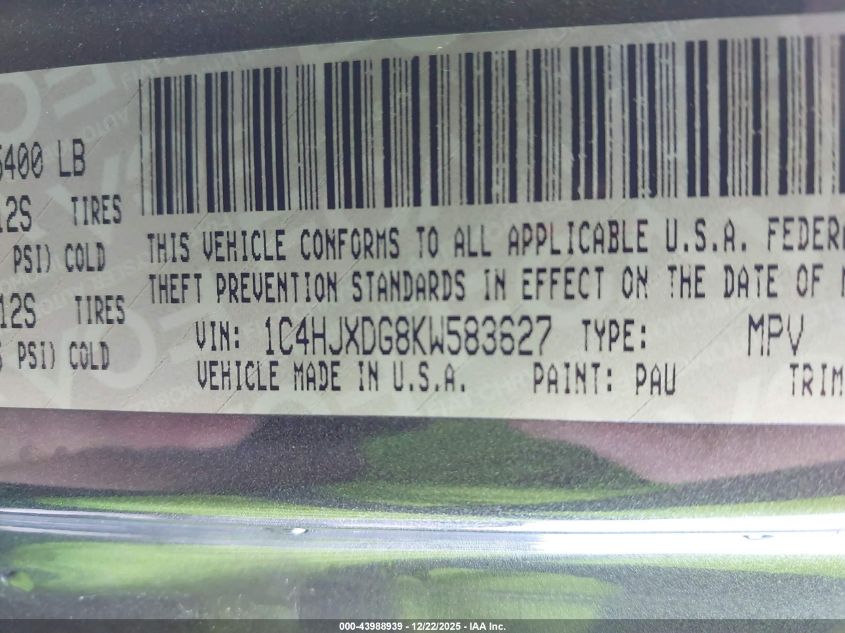 5400 LB
12S TIRES
PSI) COLD
12S TIRES
PSI) COLD
THIS VEHICLE CONFORMS TO ALL APPLICABLE U.S.A. FEDER
THEFT PREVENTION STANDARDS IN EFFECT ON THE DATE OF
VIN: 1C4HJXDG8KW583627 TYPE: MPV
VEHICLE MADE IN U.S.A. PAINT: PAU TRIM
000-43988939 - 12/22/2025 - IAA Inc.